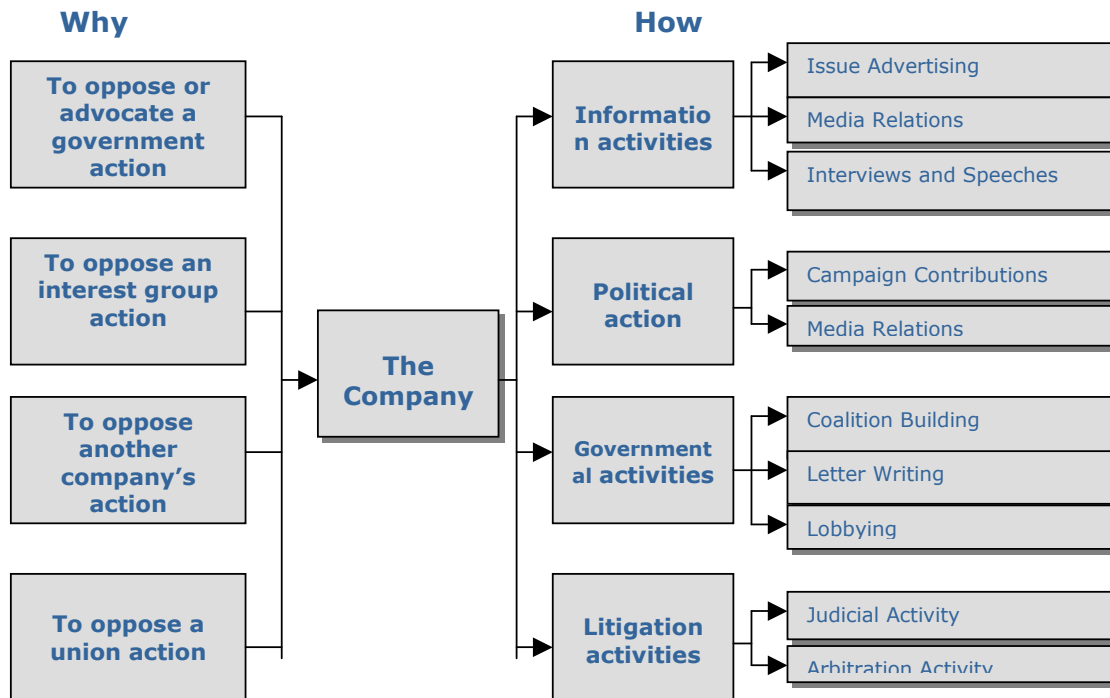 Why
How
To oppose or
advocate a
government
action
To oppose an
interest group
action
To oppose
another
company’s
action
To oppose a
union action
The
Company
Informatio
n activities
Issue Advertising
Media Relations
Interviews and Speeches
Political
action
Campaign Contributions
Media Relations
Government
al activities
Coalition Building
Letter Writing
Lobbying
Litigation
activities
Judicial Activity
Arbitration Activity